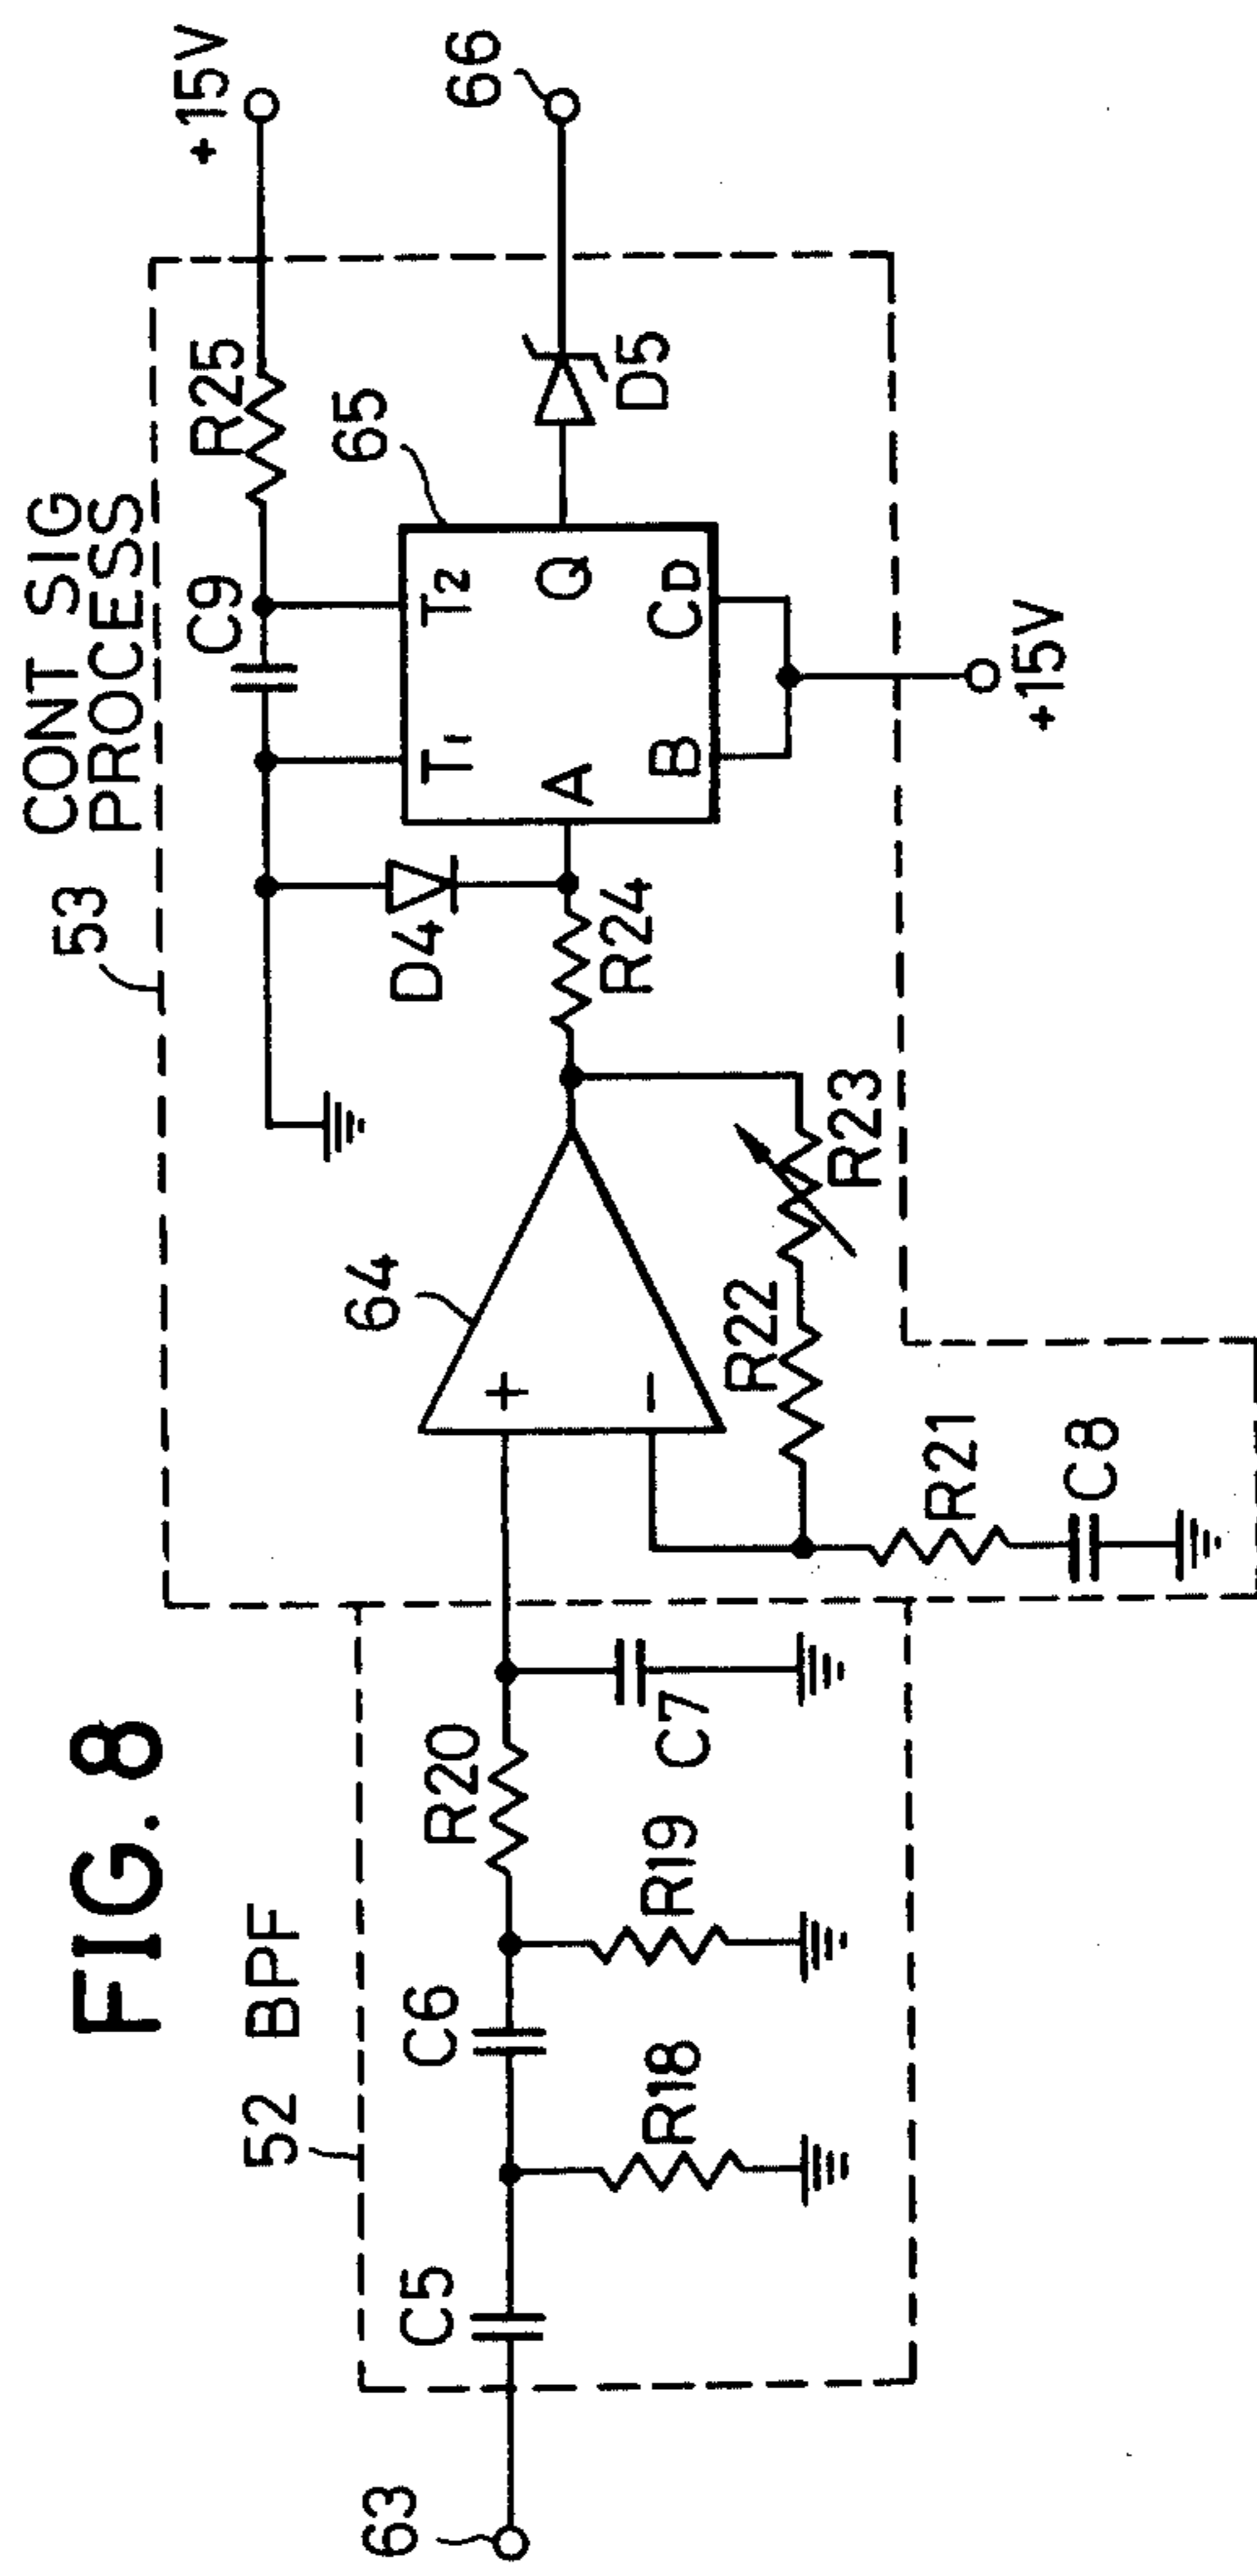 FIG. 8
CONT SIG
PROCESS
53
+15V
R25
C9
65
66
T1
T2
A
Q
B
CD
D5
D4
R24
+15V
64
+
-
R23
R22
R21
C8
52 BPF
R20
C7
C6
R19
R18
C5
63